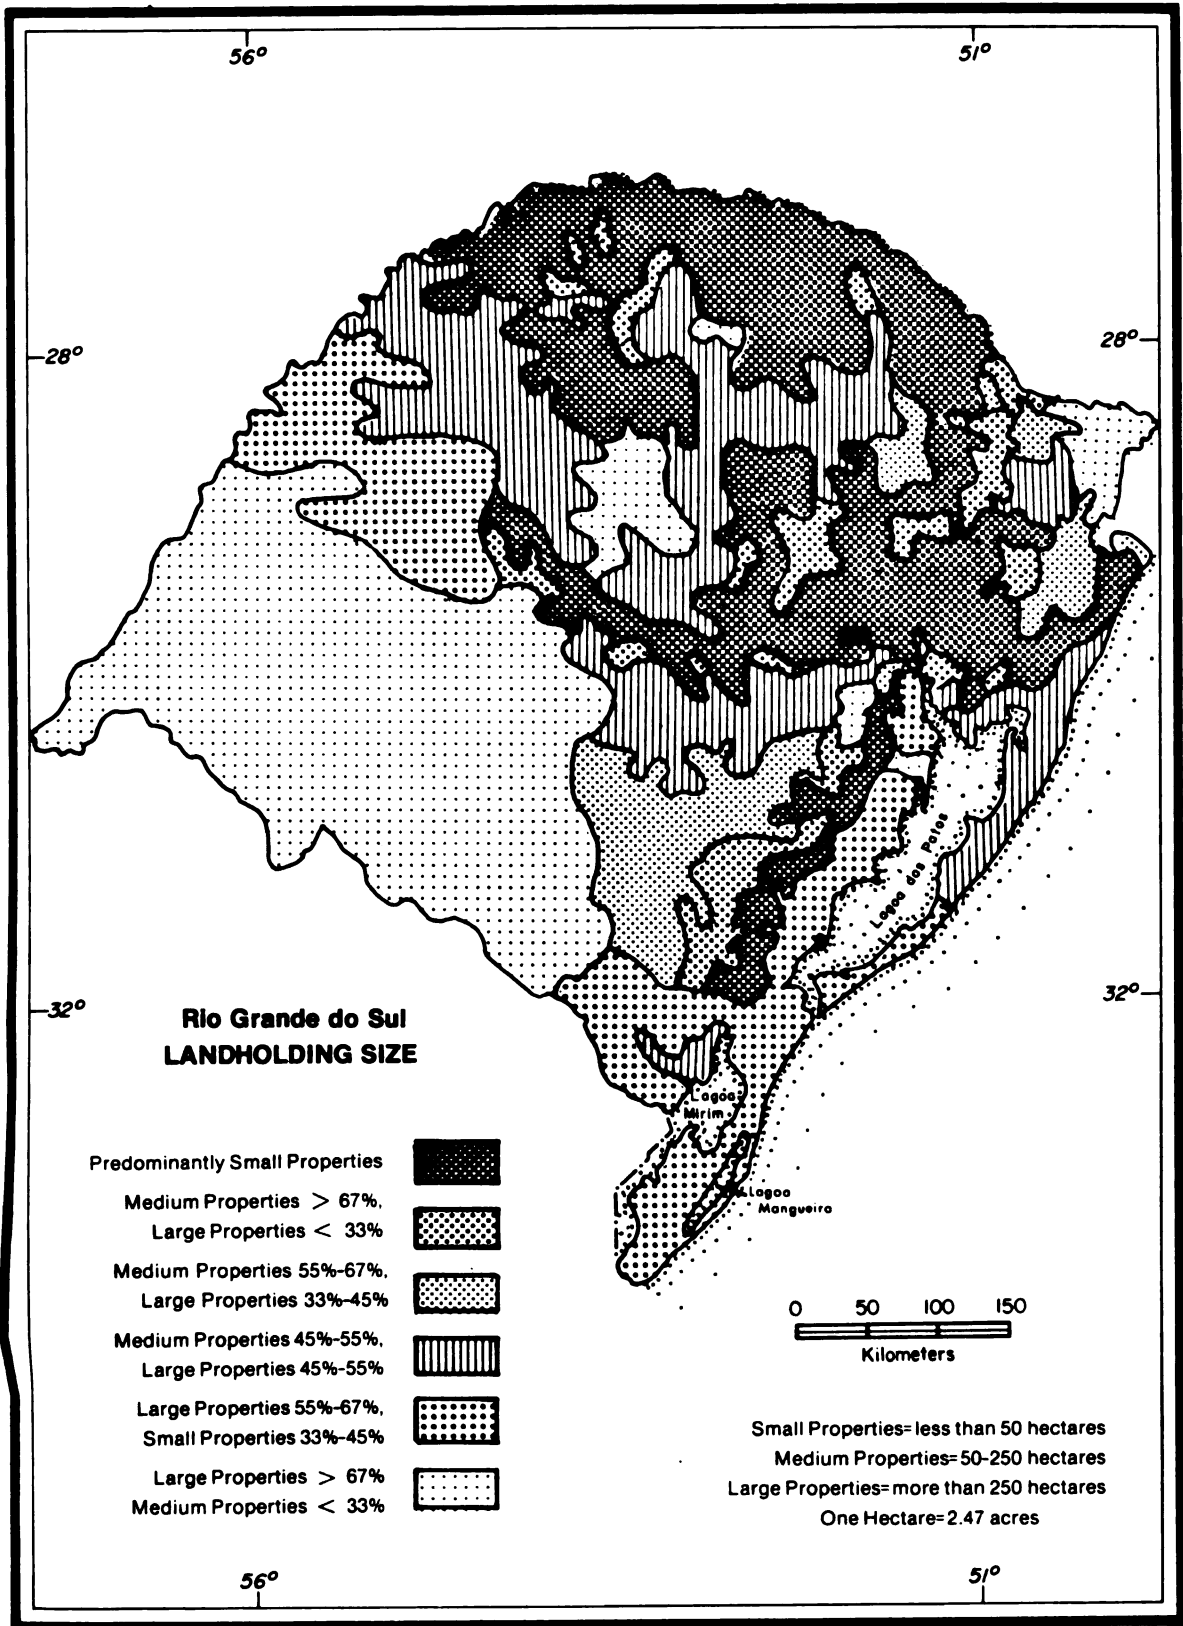 56°
51°
28°
28°
Lagoa dos Patos
32°
32°
Rio Grande do Sul
LANDHOLDING SIZE
Lagoa
Mirim
Lagoa
Mangueira
Predominantly Small Properties
Medium Properties > 67%,
Large Properties < 33%
Medium Properties 55%-67%,
Large Properties 33%-45%
Medium Properties 45%-55%,
Large Properties 45%-55%
Large Properties 55%-67%,
Small Properties 33%-45%
Large Properties > 67%
Medium Properties < 33%
0 50 100 150
Kilometers
Small Properties=less than 50 hectares
Medium Properties=50-250 hectares
Large Properties=more than 250 hectares
One Hectare=2.47 acres
56°
51°